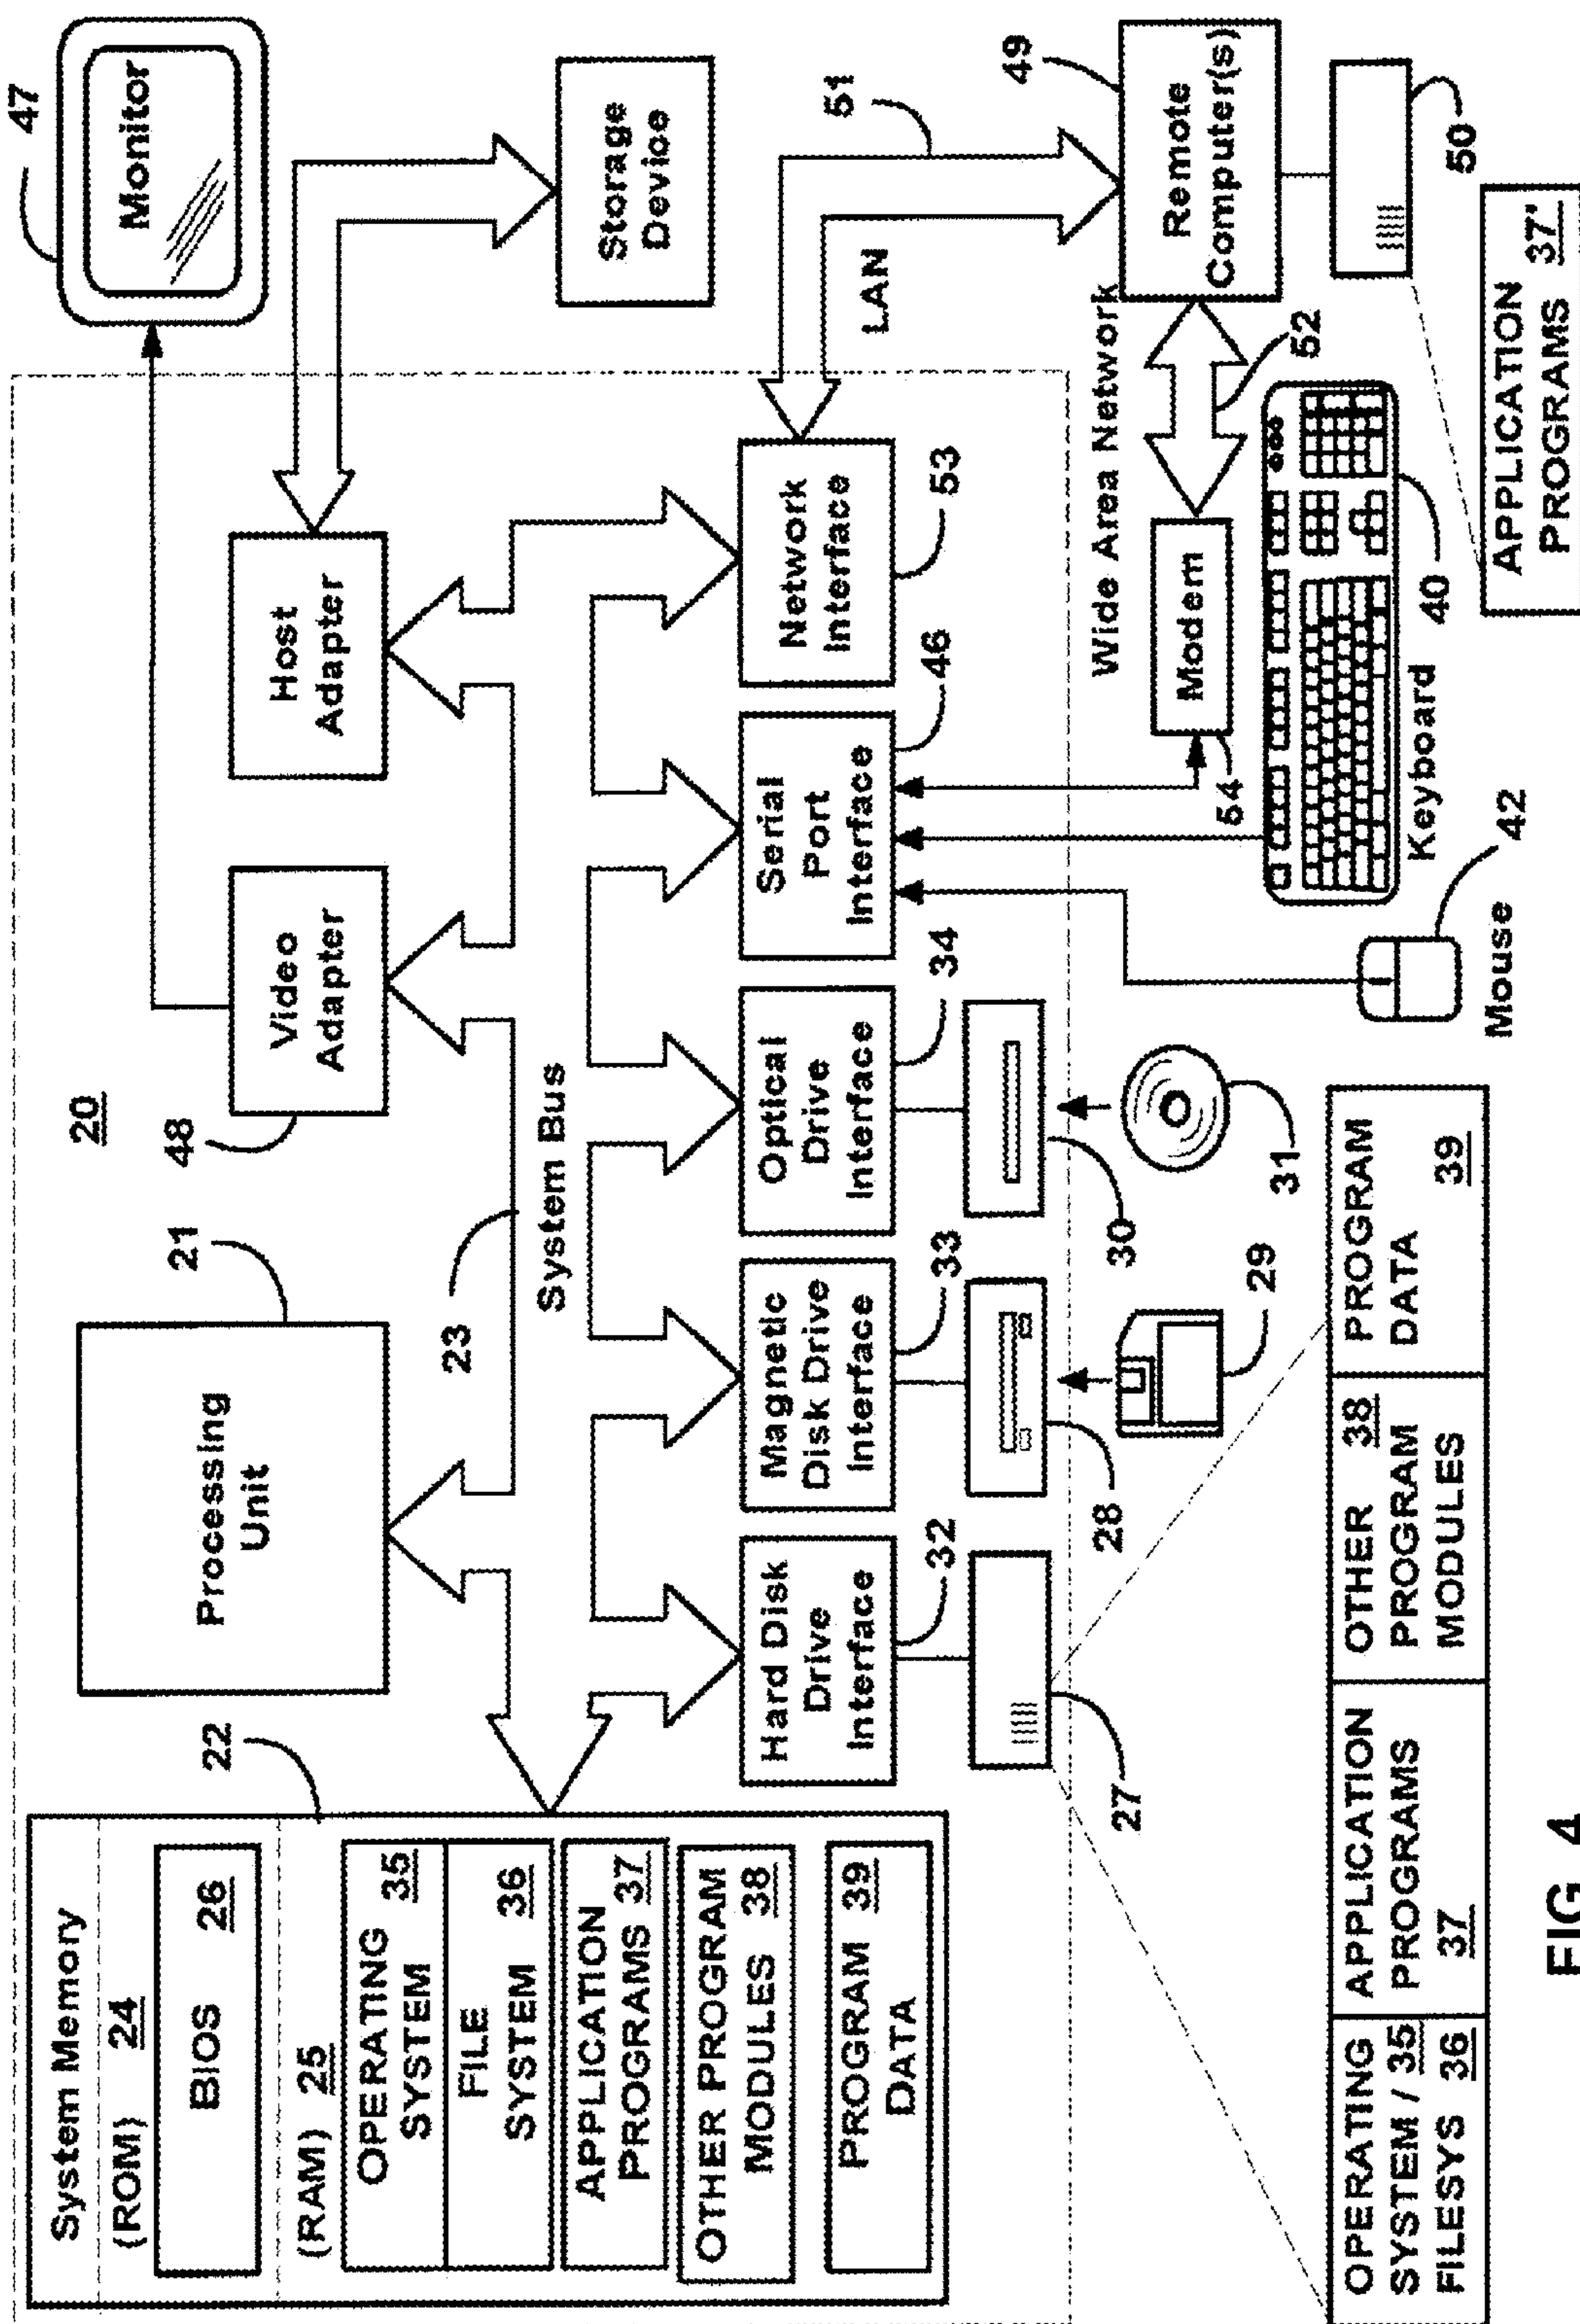 System Memory
(ROM) 24
BIOS 26
(RAM) 25
OPERATING
SYSTEM 35
FILE
SYSTEM 36
APPLICATION
PROGRAMS 37
OTHER PROGRAM
MODULES 38
PROGRAM 39
DATA
22
Processing
Unit
21
20
48
Video
Adapter
Host
Adapter
47
Monitor
Storage
Device
23
System Bus
Hard Disk
Drive
Interface
32
Magnetic
Disk Drive
Interface
33
Optical
Drive
Interface
34
Serial
Port
Interface
46
Network
Interface
53
LAN
51
49
Remote
Computer(s)
Wide Area Network
52
Modem
54
27
28
29
30
31
Mouse
42
Keyboard
40
50
APPLICATION
PROGRAMS 37'
OPERATING
SYSTEM / 35
FILESYS 36
APPLICATION
PROGRAMS
37
OTHER 38
PROGRAM
MODULES
PROGRAM
DATA
39
FIG. 4